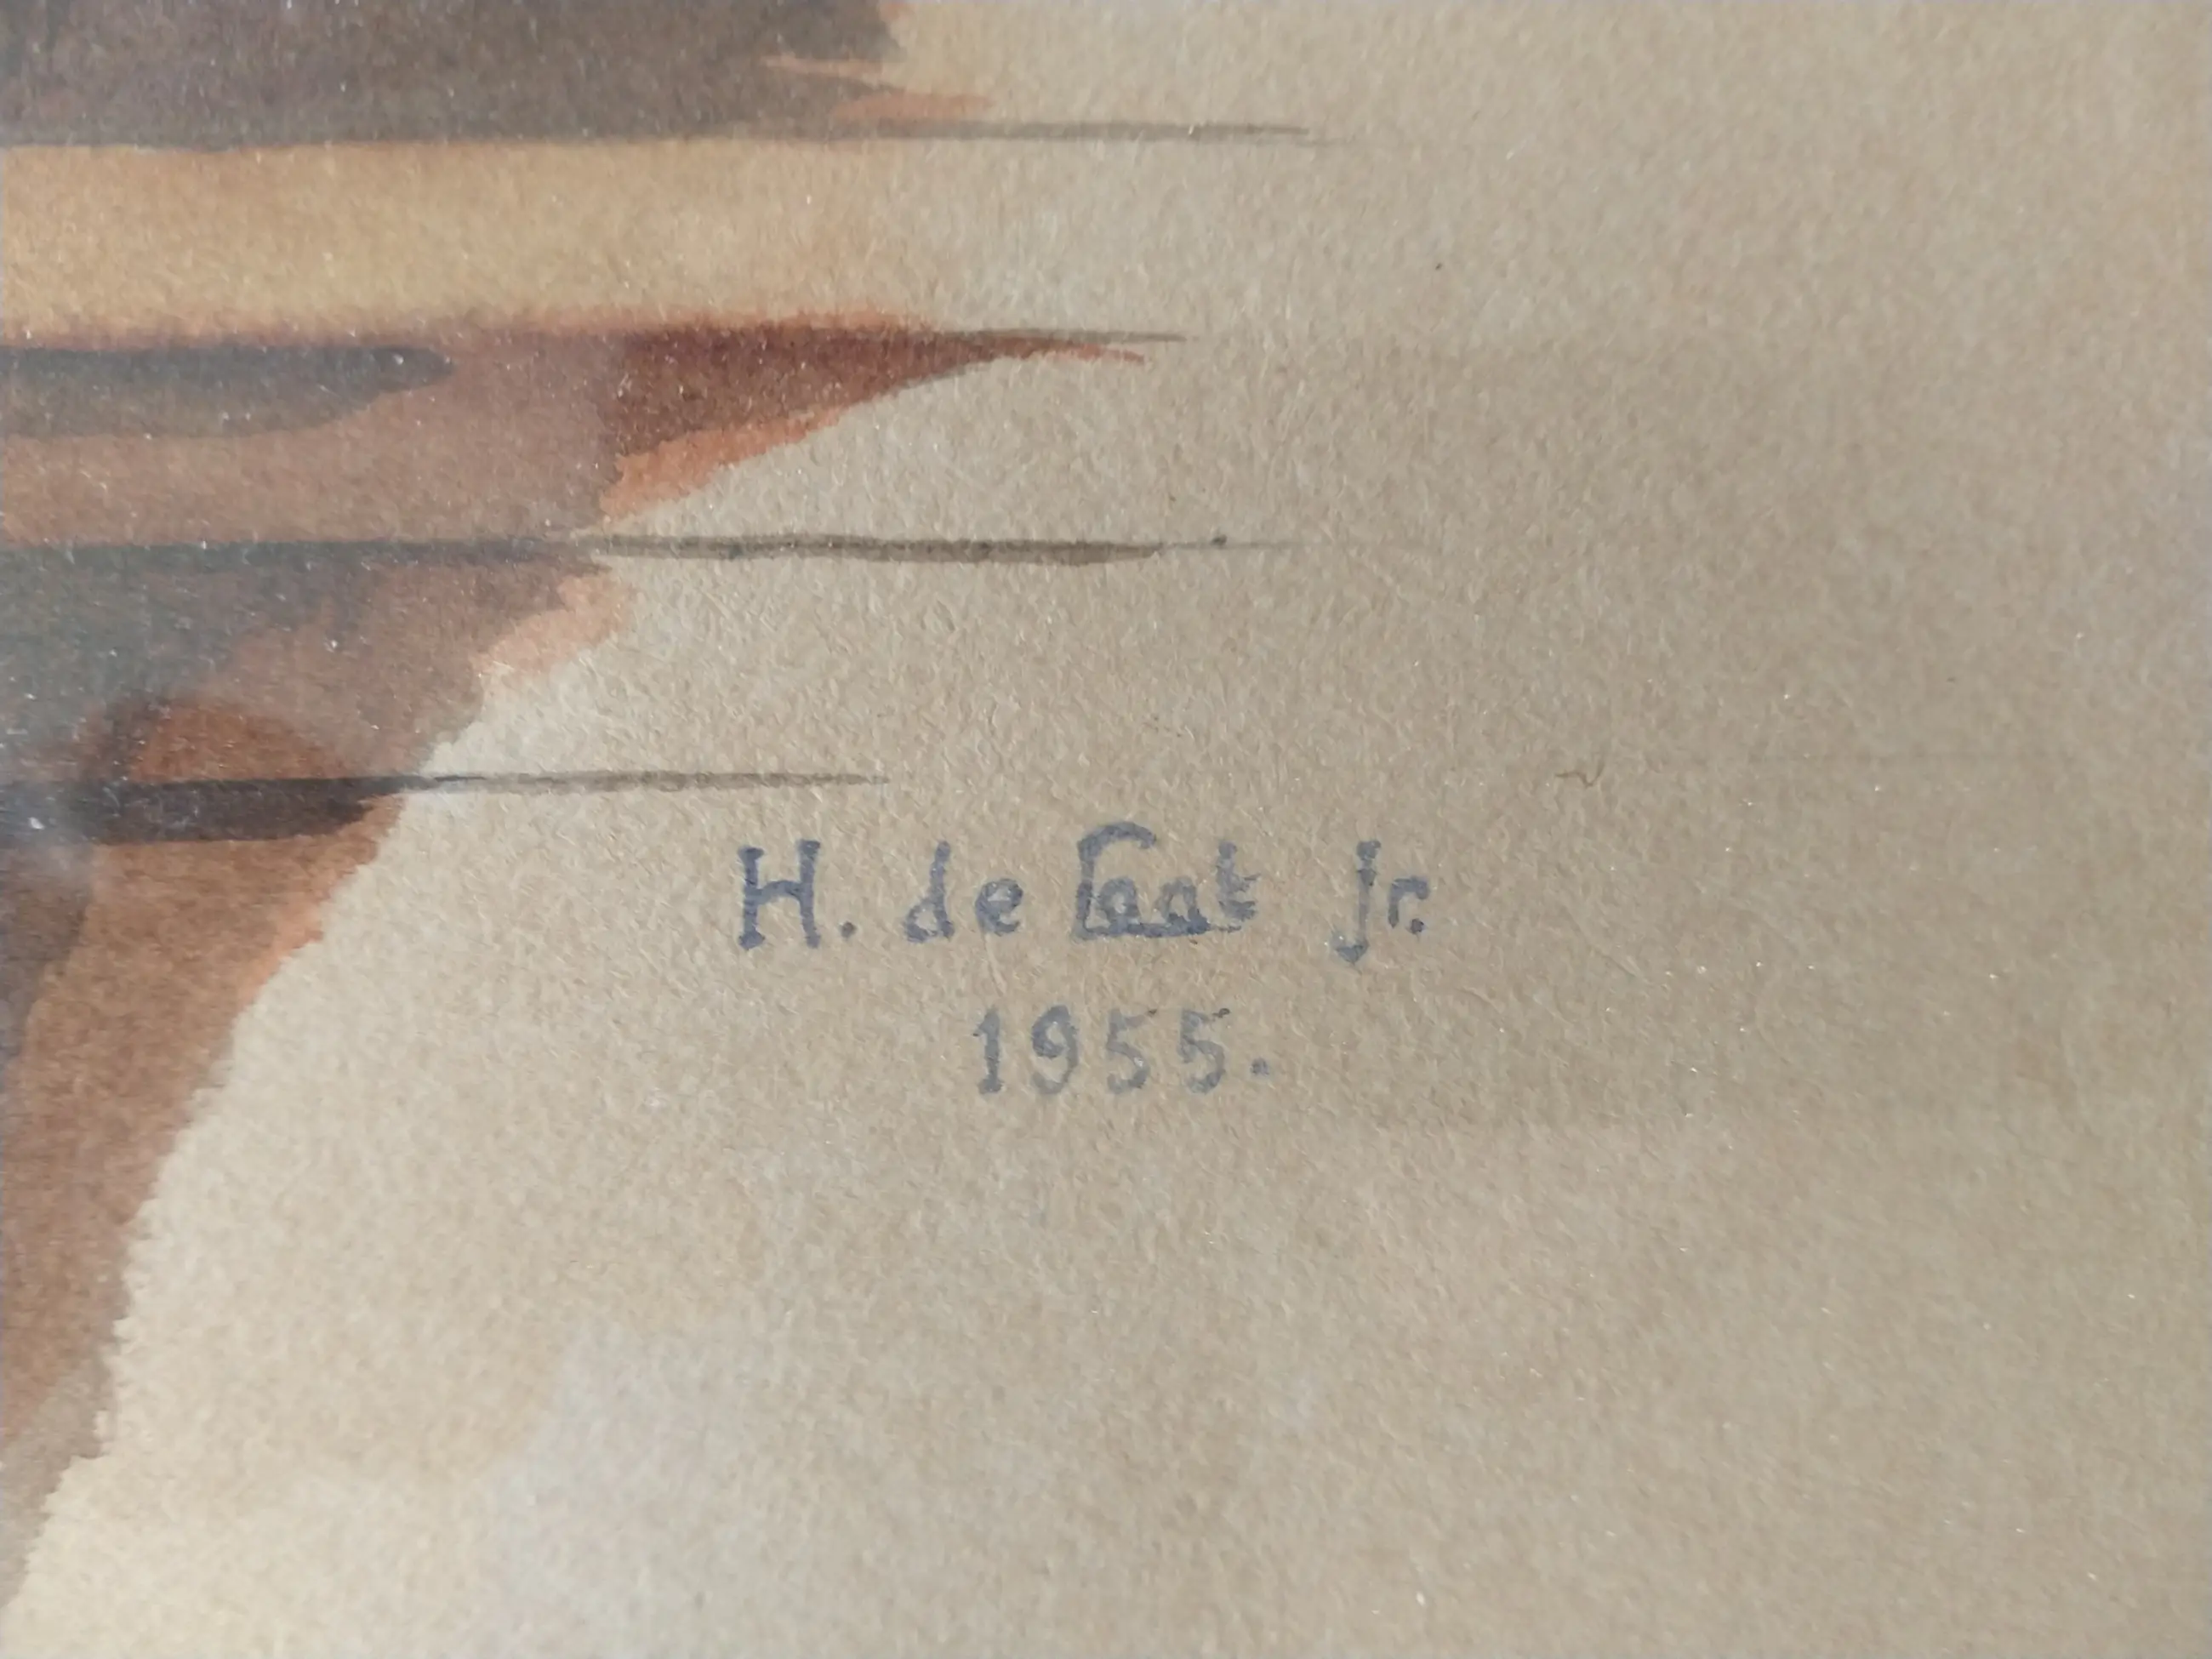 H. de Laat Jr.
1955.